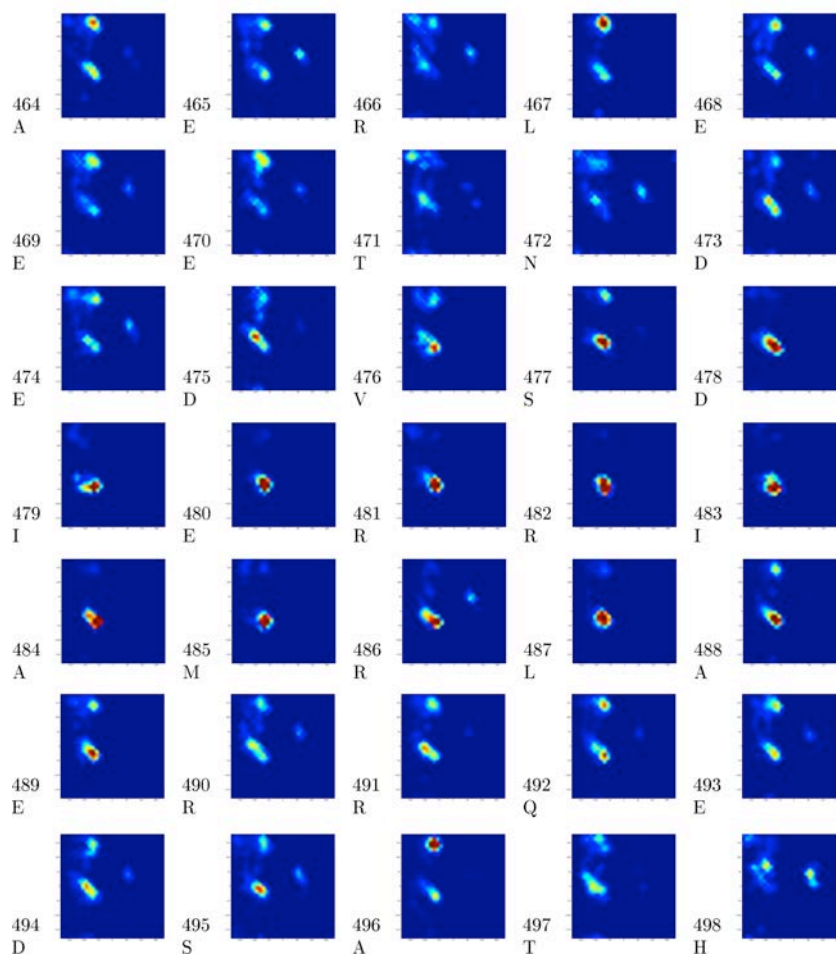 464
A
465
E
466
R
467
L
468
E
469
E
470
E
471
T
472
N
473
D
474
E
475
D
476
V
477
S
478
D
479
I
480
E
481
R
482
R
483
I
484
A
485
M
486
R
487
L
488
A
489
E
490
R
491
R
492
Q
493
E
494
D
495
S
496
A
497
T
498
H